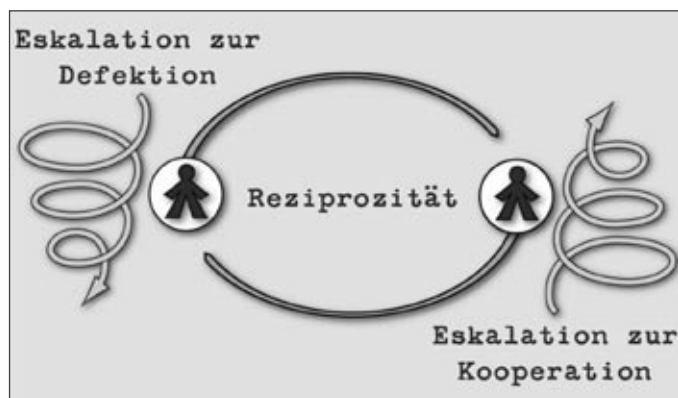 Eskalation zur
Defektion
Reziprozität
Eskalation zur
Kooperation